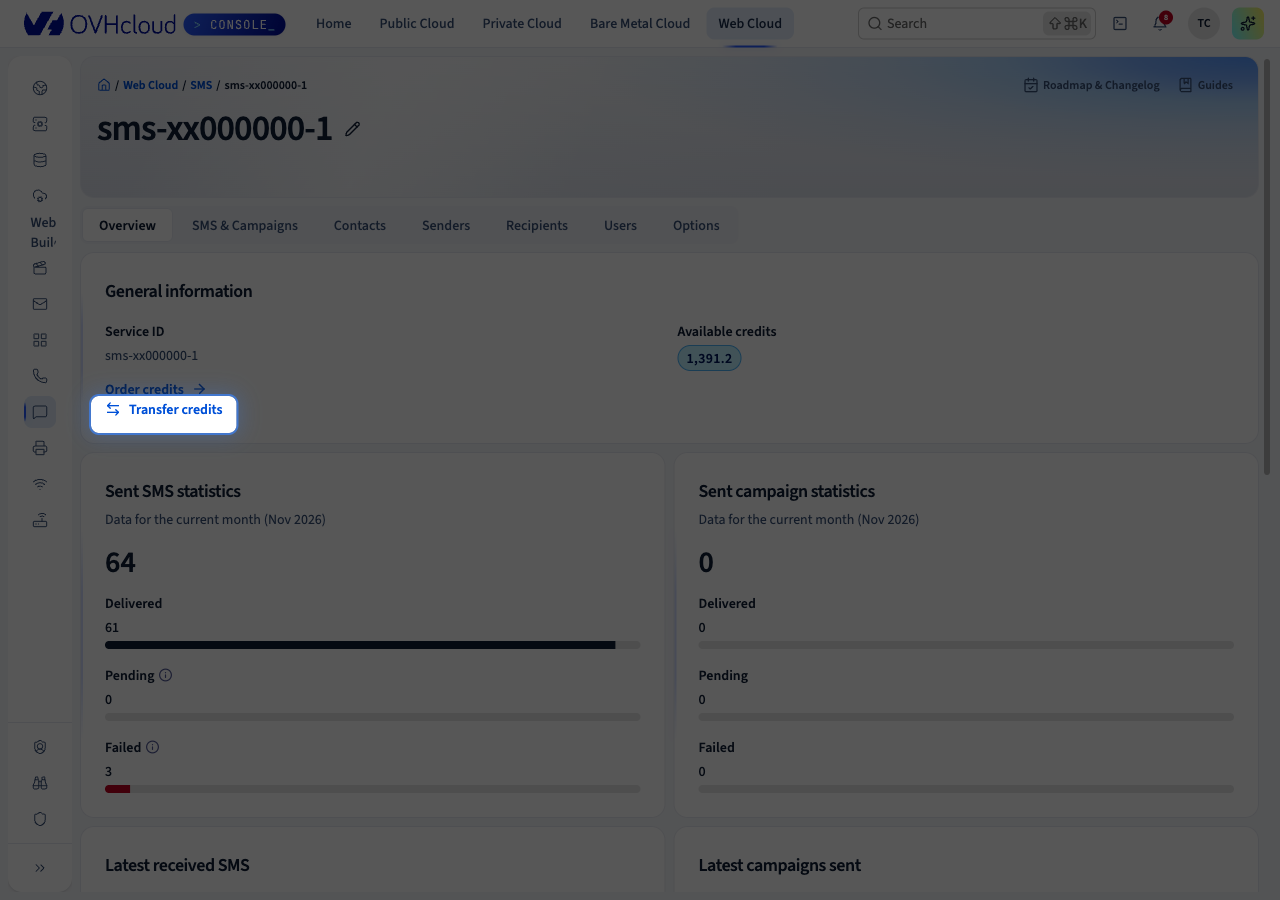 OVHcloud > CONSOLE_ Home Public Cloud Private Cloud Bare Metal Cloud Web Cloud Search ⇧⌘K 8 TC
/ Web Cloud / SMS / sms-xx000000-1 Roadmap & Changelog Guides
sms-xx000000-1
Web
Buil
Overview SMS & Campaigns Contacts Senders Recipients Users Options
General information
Service ID Available credits
sms-xx000000-1 1,391.2
Order credits
Transfer credits
Sent SMS statistics
Data for the current month (Nov 2026)
64
Delivered
61
Pending
0
Failed
3
Sent campaign statistics
Data for the current month (Nov 2026)
0
Delivered
0
Pending
0
Failed
0
Latest received SMS
Latest campaigns sent